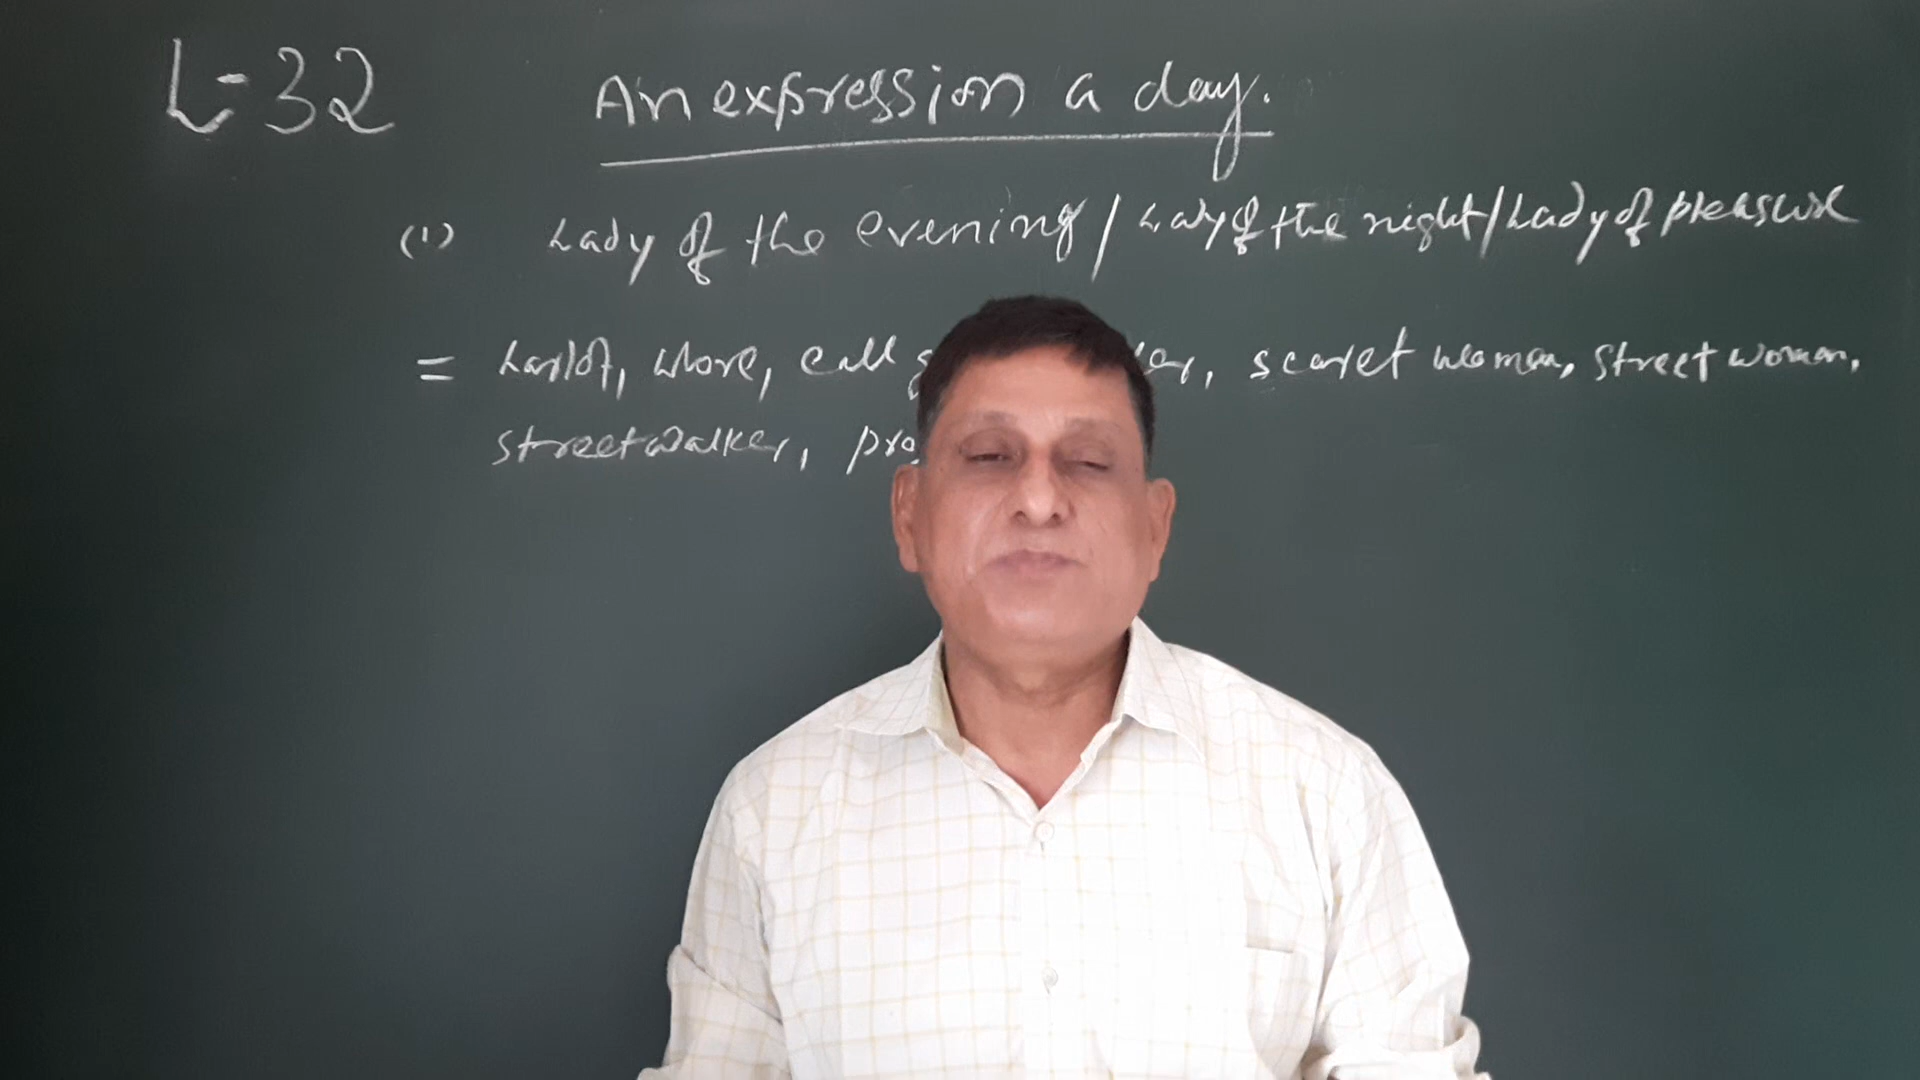 L-32
An expression a day.
(1) Lady of the evening / Lady of the night / Lady of pleasure
= harlot, whore, call scarlet woman, street woman,
streetwalker,